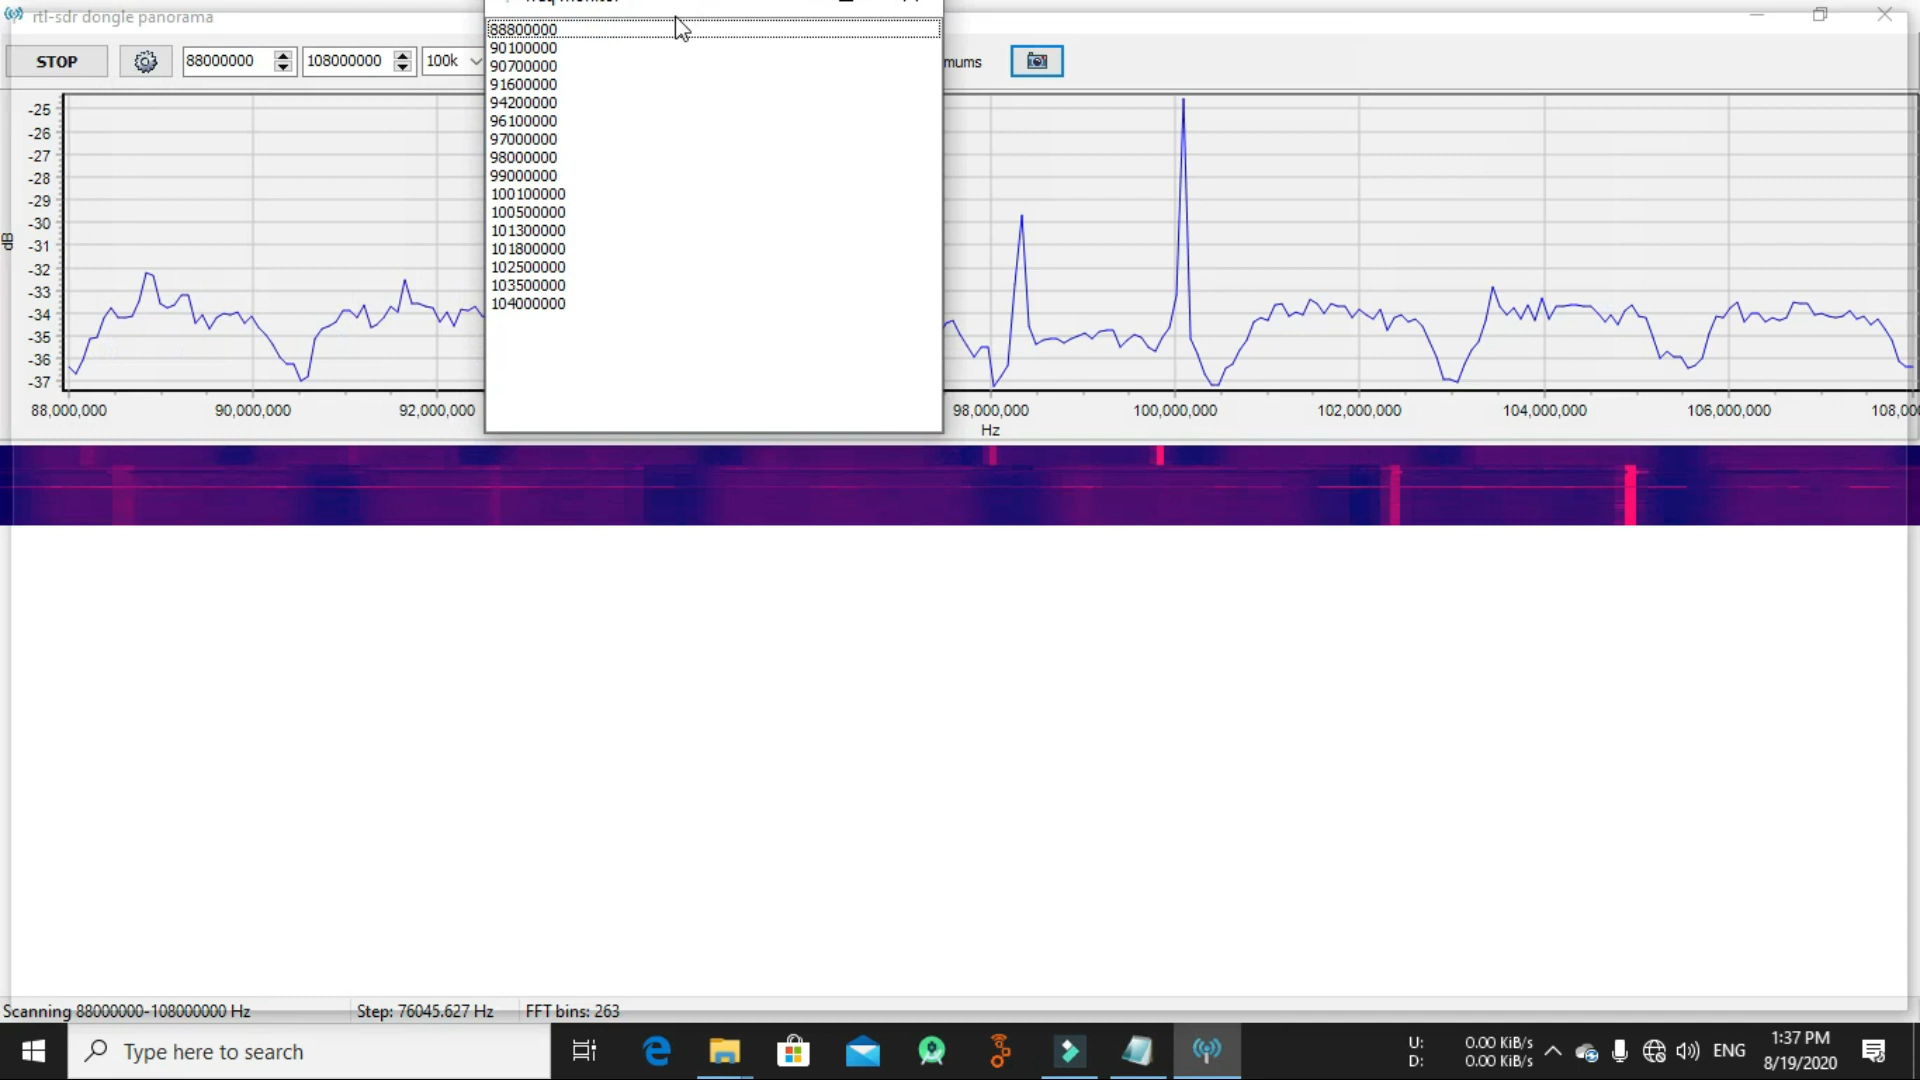 rtl-sdr dongle panorama
freq monitor
STOP
88000000
108000000
100k
mums
88800000
90100000
90700000
91600000
94200000
96100000
97000000
98000000
99000000
100100000
100500000
101300000
101800000
102500000
103500000
104000000
dB
-25
-26
-27
-28
-29
-30
-31
-32
-33
-34
-35
-36
-37
88,000,000
90,000,000
92,000,000
98,000,000
100,000,000
102,000,000
104,000,000
106,000,000
108,00
Hz
Scanning 88000000-108000000 Hz
Step: 76045.627 Hz
FFT bins: 263
Type here to search
U: 0.00 KiB/s
D: 0.00 KiB/s
ENG
1:37 PM
8/19/2020